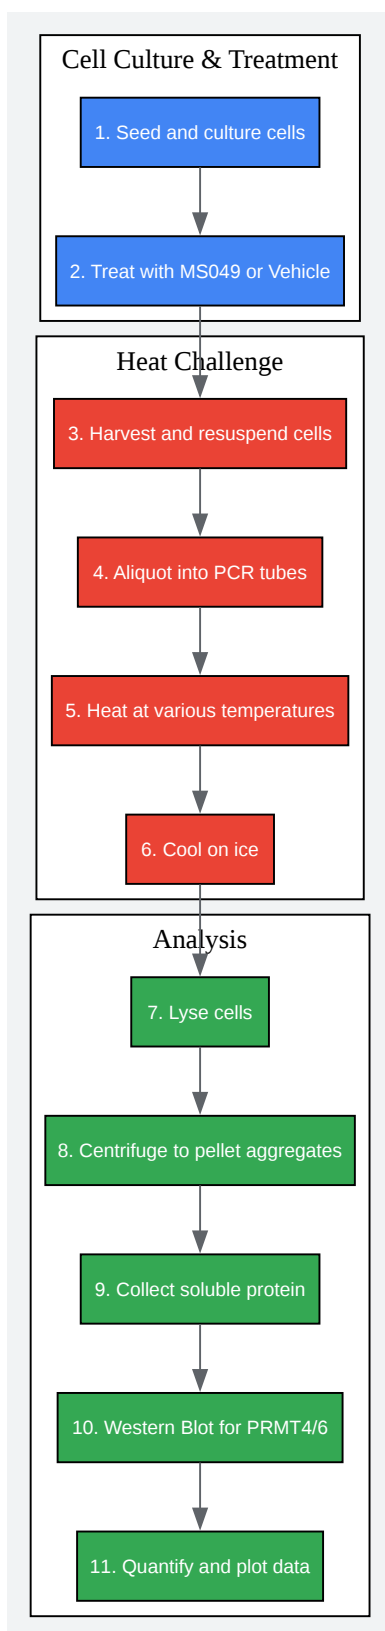 Cell Culture & Treatment
1. Seed and culture cells
2. Treat with MS049 or Vehicle
Heat Challenge
3. Harvest and resuspend cells
4. Aliquot into PCR tubes
5. Heat at various temperatures
6. Cool on ice
Analysis
7. Lyse cells
8. Centrifuge to pellet aggregates
9. Collect soluble protein
10. Western Blot for PRMT4/6
11. Quantify and plot data